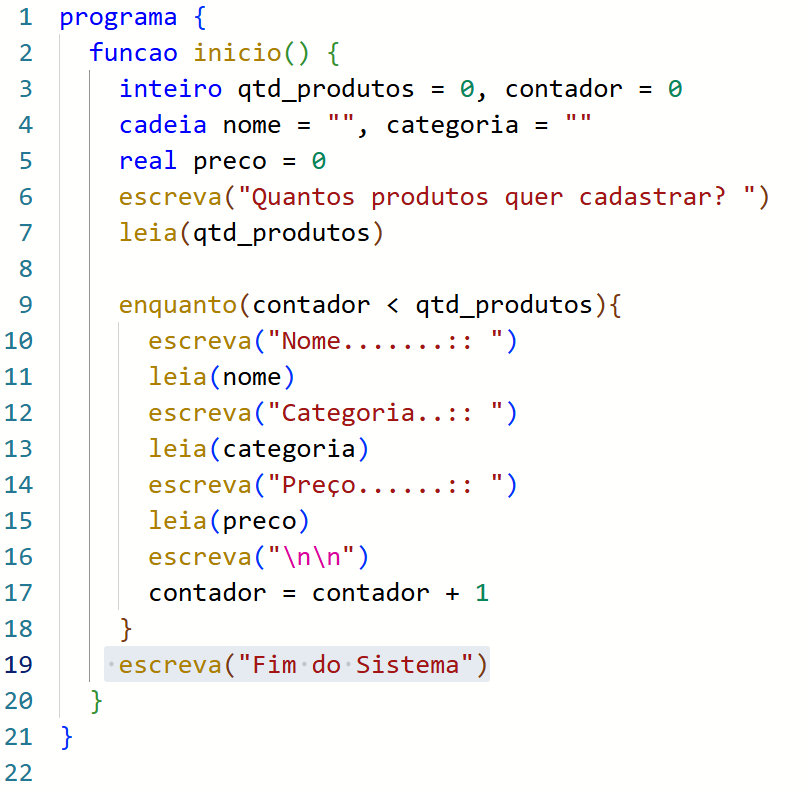 1 programa {
2   funcao inicio() {
3     inteiro qtd_produtos = 0, contador = 0
4     cadeia nome = "", categoria = ""
5     real preco = 0
6     escreva("Quantos produtos quer cadastrar? ")
7     leia(qtd_produtos)
8
9     enquanto(contador < qtd_produtos){
10       escreva("Nome.......:: ")
11       leia(nome)
12       escreva("Categoria..:: ")
13       leia(categoria)
14       escreva("Preço......:: ")
15       leia(preco)
16       escreva("\n\n")
17       contador = contador + 1
18     }
19     escreva("Fim do Sistema")
20   }
21 }
22